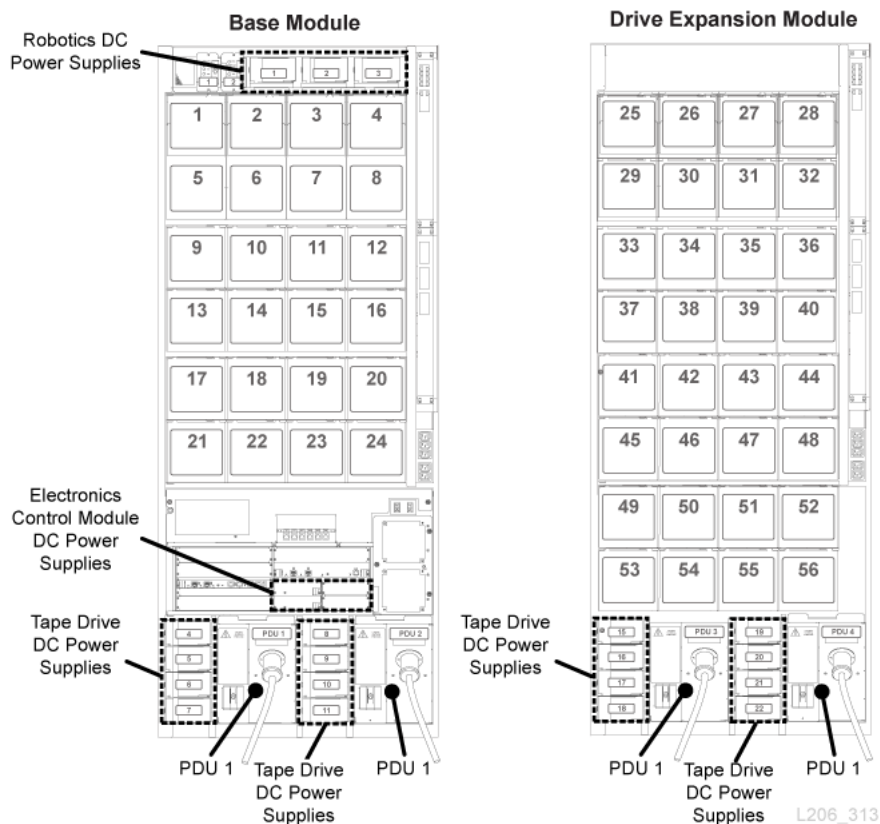 Base Module
Drive Expansion Module
Robotics DC
Power Supplies
1 2 1 2 3
1 2 3 4
5 6 7 8
9 10 11 12
13 14 15 16
17 18 19 20
21 22 23 24
25 26 27 28
29 30 31 32
33 34 35 36
37 38 39 40
41 42 43 44
45 46 47 48
49 50 51 52
53 54 55 56
Electronics
Control Module
DC Power
Supplies
Tape Drive
DC Power
Supplies
4 PDU 1 8 PDU 2
5 9
6 10
7 11
PDU 1
Tape Drive
DC Power
Supplies
PDU 1
Tape Drive
DC Power
Supplies
15 PDU 3 19 PDU 4
16 20
17 21
18 22
PDU 1
Tape Drive
DC Power
Supplies
PDU 1
L206_313